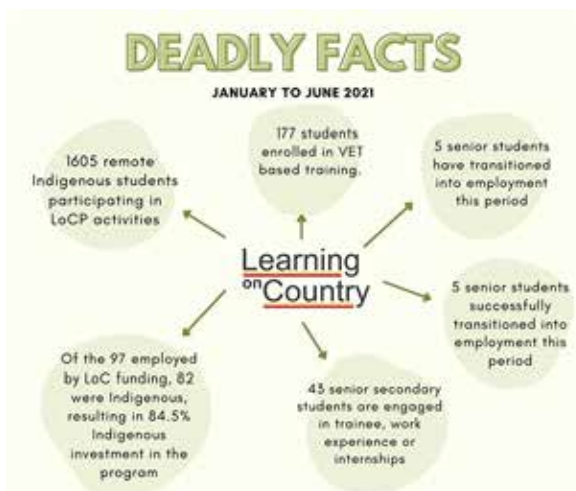 DEADLY FACTS
JANUARY TO JUNE 2021
1605 remote
Indigenous students
participating in
LoCP activities
177 students
enrolled in VET
based training.
5 senior students
have transitioned
into employment
this period
Learning
on Country
5 senior students
successfully
transitioned into
employment this
period
Of the 97 employed
by LoC funding, 82
were Indigenous,
resulting in 84.5%
Indigenous
investment in the
program
43 senior secondary
students are engaged
in trainee, work
experience or
internships